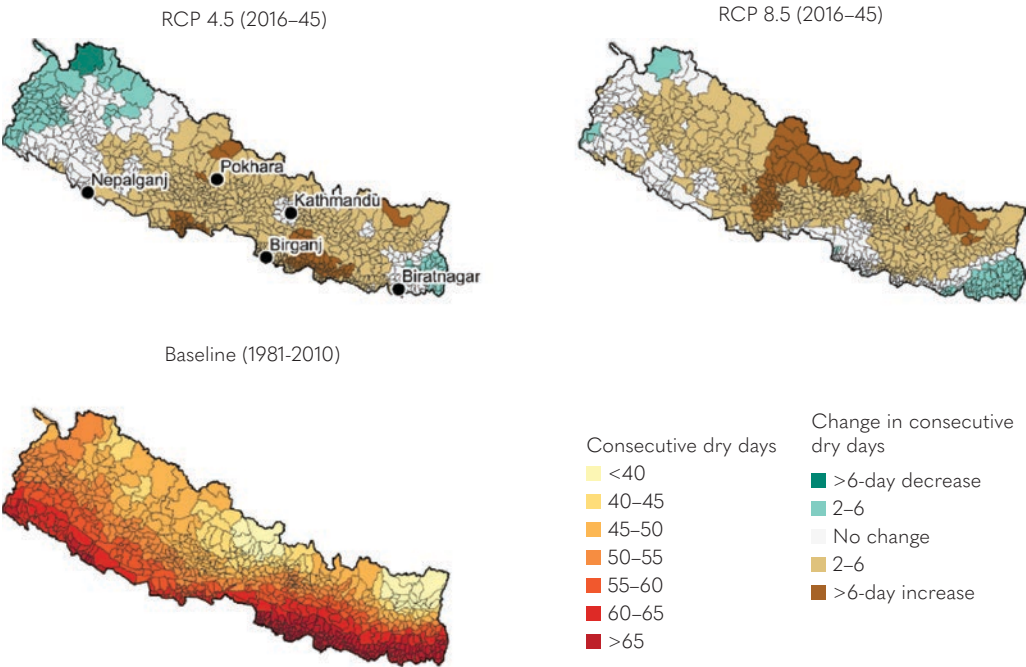 RCP 4.5 (2016–45)
RCP 8.5 (2016–45)
Pokhara
Nepalganj
Kathmandu
Birganj
Biratnagar
Baseline (1981-2010)
Consecutive dry days
<40
40–45
45–50
50–55
55–60
60–65
>65
Change in consecutive
dry days
>6-day decrease
2–6
No change
2–6
>6-day increase